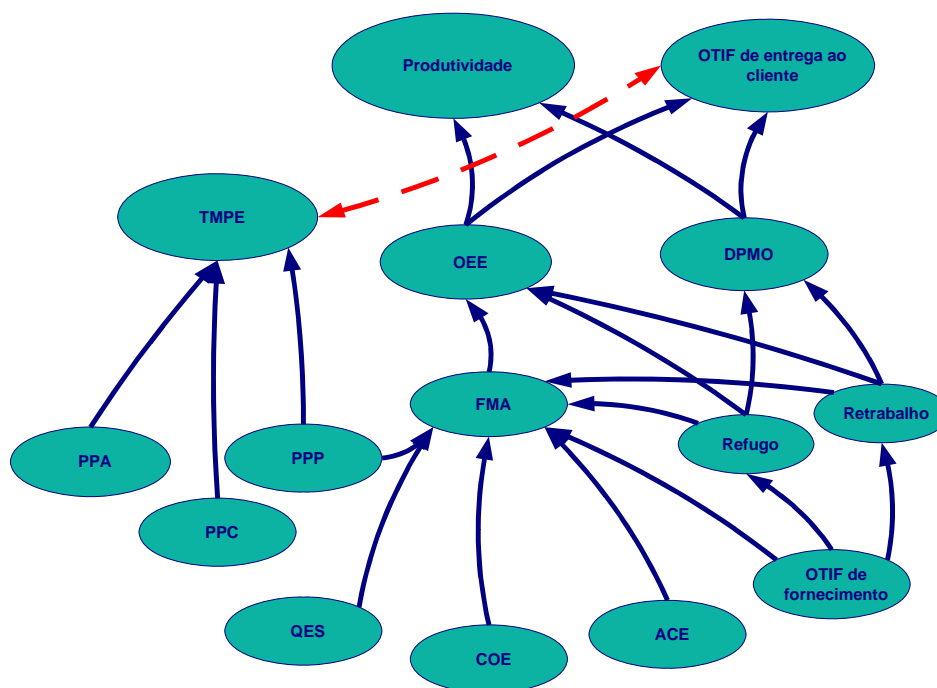 Produtividade
OTIF de entrega ao
cliente
TMPE
OEE
DPMO
FMA
Retrabalho
Refugo
PPA
PPP
PPC
OTIF de
fornecimento
QES
COE
ACE